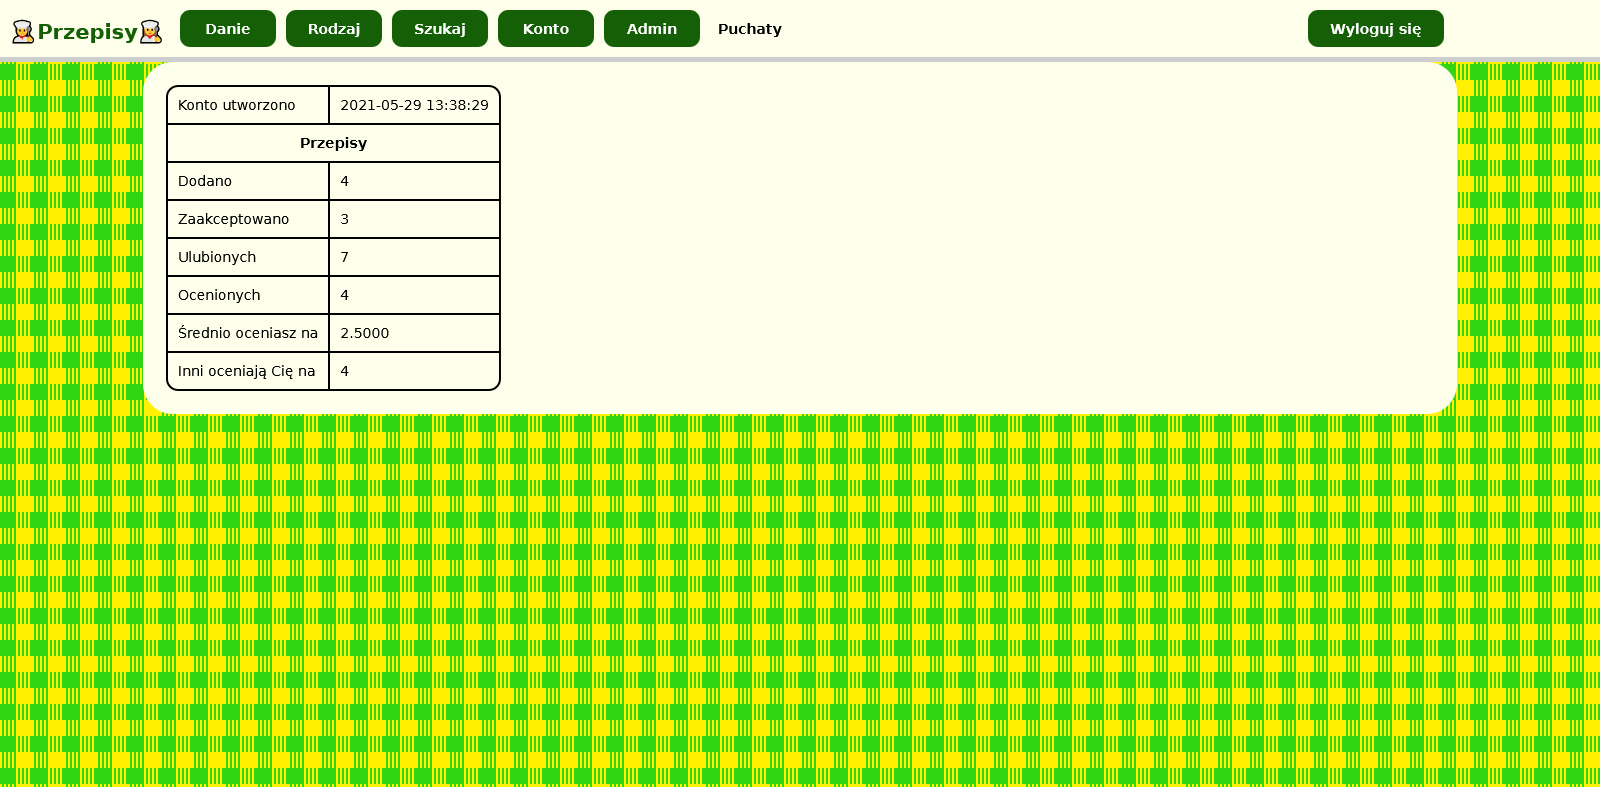 Przepisy Danie Rodzaj Szukaj Konto Admin Puchaty Wyloguj się
Konto utworzono 2021-05-29 13:38:29
Przepisy
Dodano 4
Zaakceptowano 3
Ulubionych 7
Ocenionych 4
Średnio oceniasz na 2.5000
Inni oceniają Cię na 4